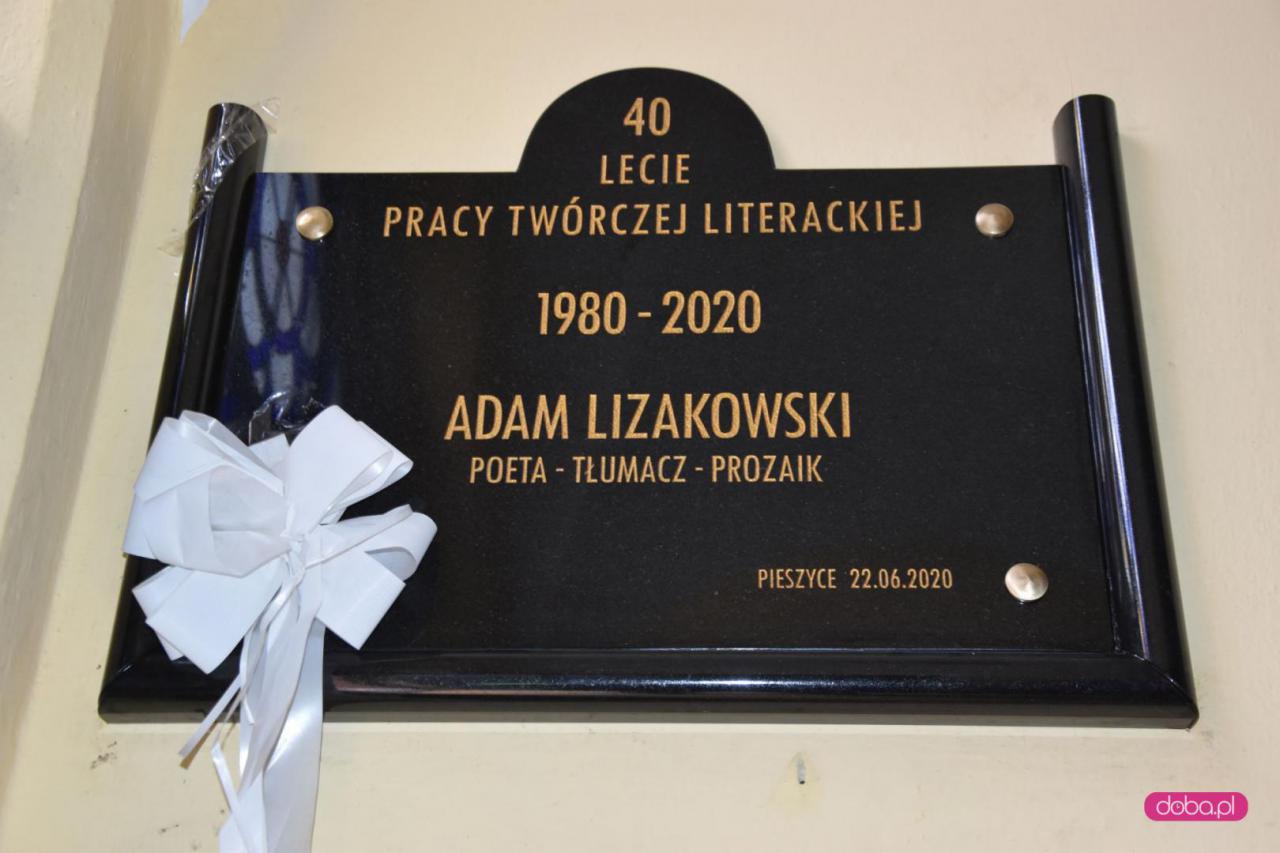 40
LECIE
PRACY TWÓRCZEJ LITERACKIEJ
1980 - 2020
ADAM LIZAKOWSKI
POETA - TŁUMACZ - PROZAIK
PIESZYCE 22.06.2020
doba.pl